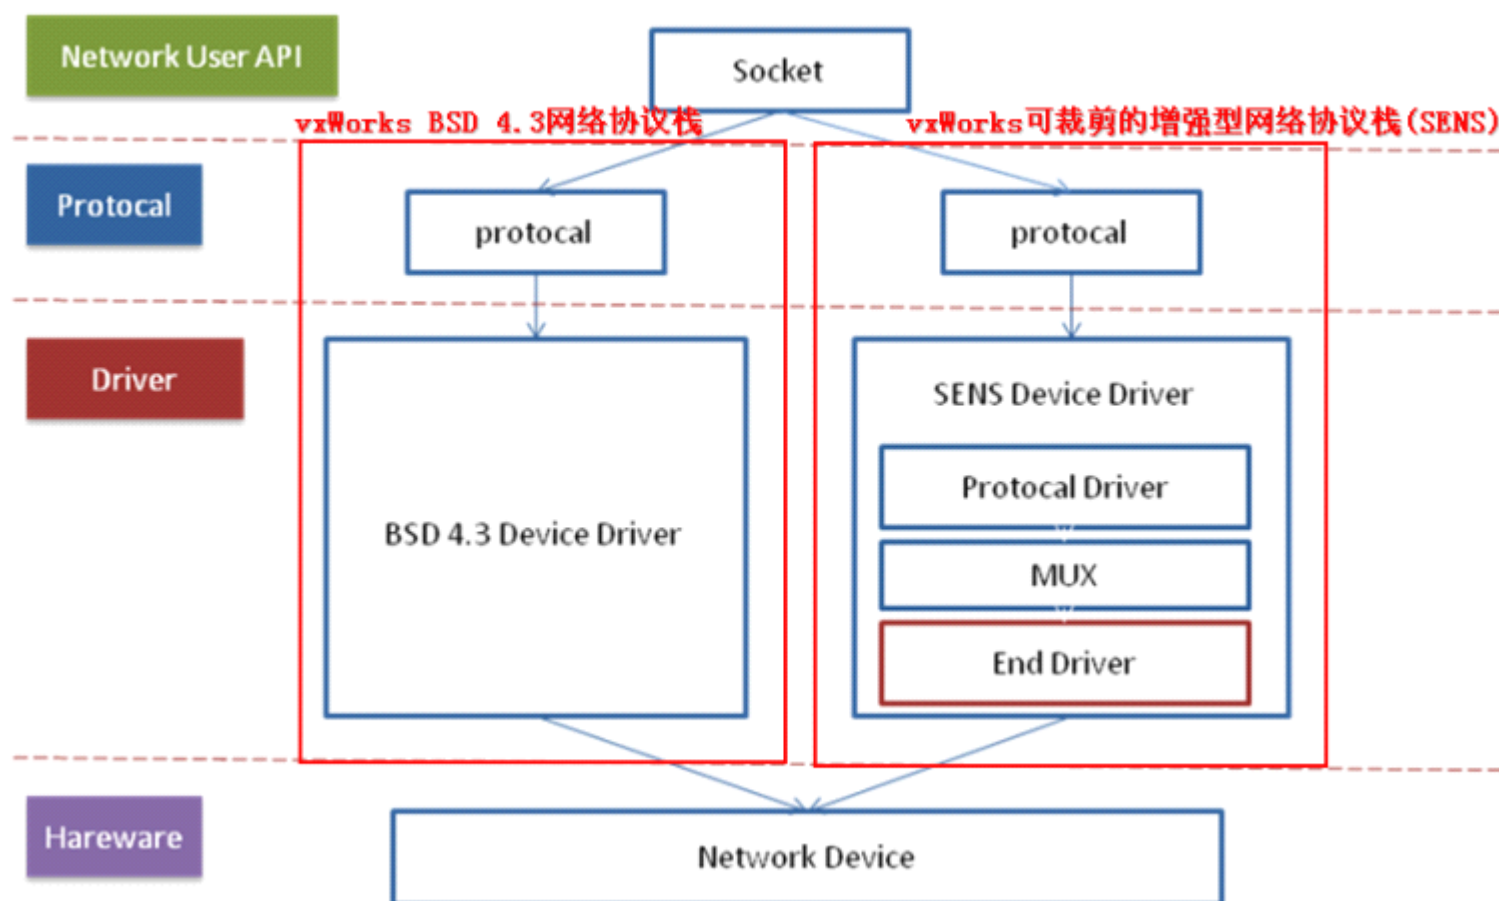 Network User API
Socket
vxWorks BSD 4.3网络协议栈
vxWorks可裁剪的增强型网络协议栈(SENS)
Protocal
protocal
protocal
Driver
BSD 4.3 Device Driver
SENS Device Driver
Protocal Driver
MUX
End Driver
Hareware
Network Device